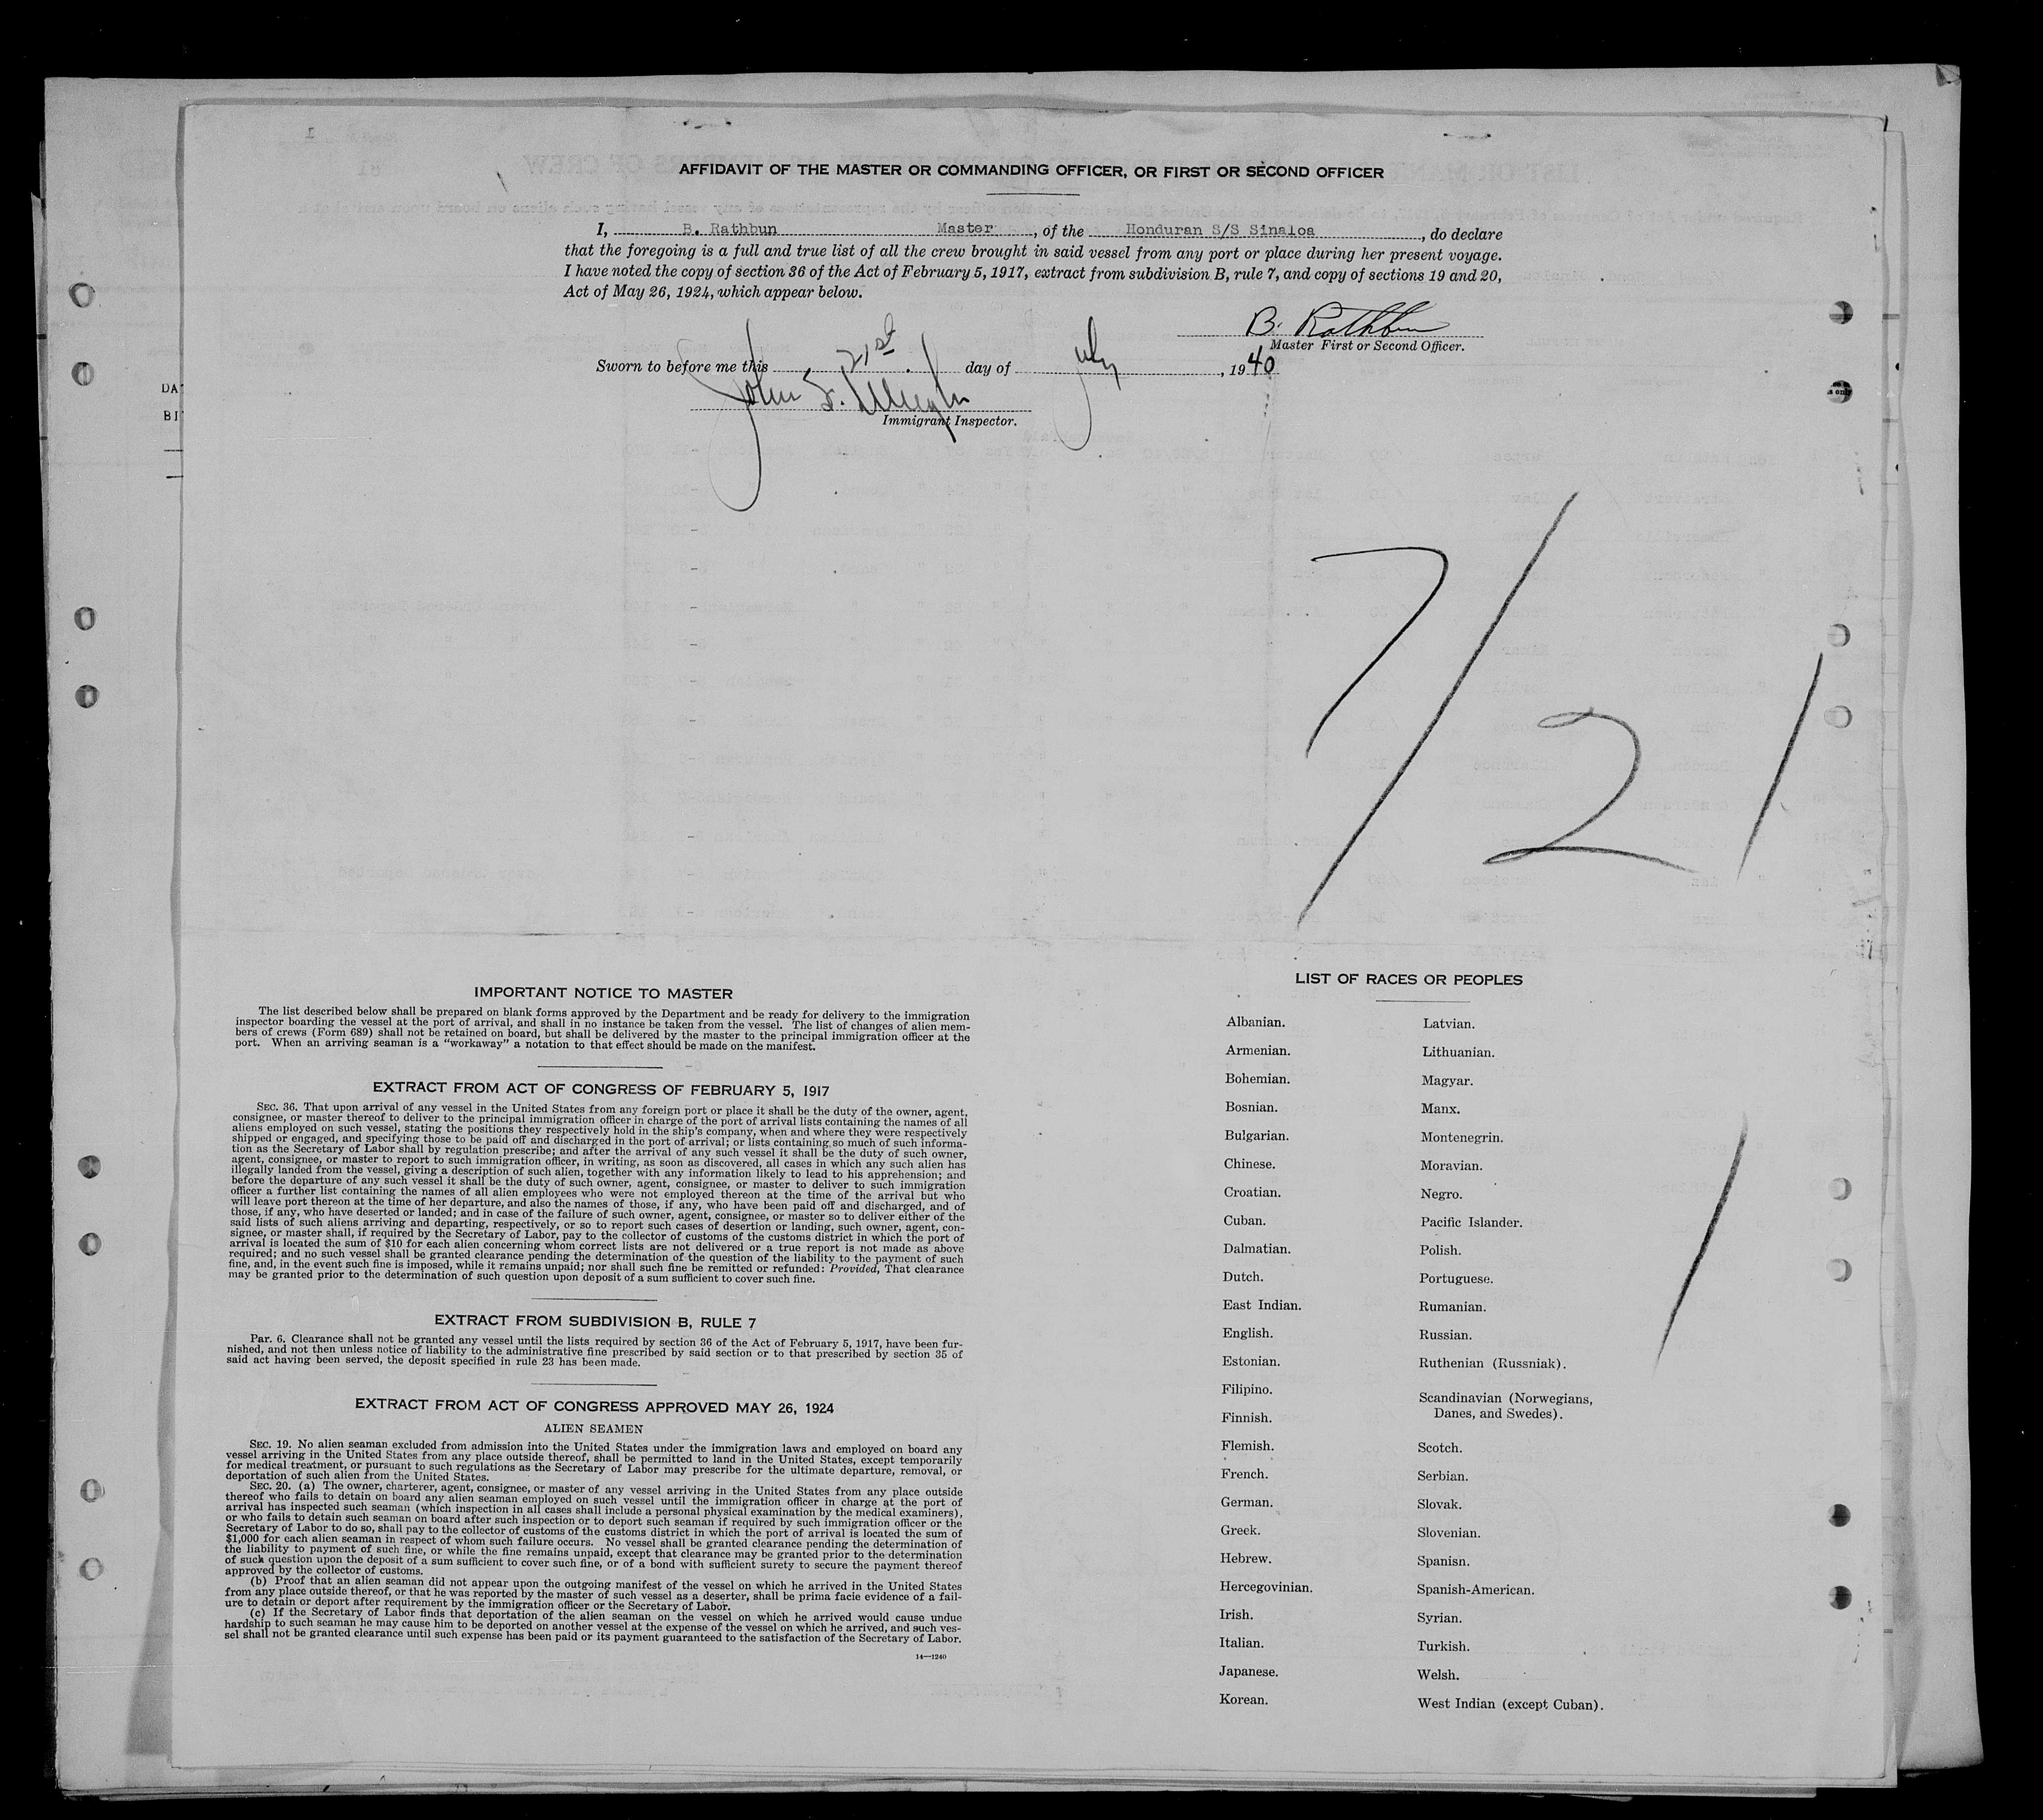 AFFIDAVIT OF THE MASTER OR COMMANDING OFFICER, OR FIRST OR SECOND OFFICER
I, B. Rathbun Master, of the Honduran S/S Sinaloa, do declare
that the foregoing is a full and true list of all the crew brought in said vessel from any port or place during her present voyage.
I have noted the copy of section 36 of the Act of February 5, 1917, extract from subdivision B, rule 7, and copy of sections 19 and 20,
Act of May 26, 1924, which appear below.
B. Rathbun
Master First or Second Officer.
Sworn to before me this 21st day of July, 1940
John
Immigrant Inspector.
DA
BI
7/21
IMPORTANT NOTICE TO MASTER
The list described below shall be prepared on blank forms approved by the Department and be ready for delivery to the immigration
inspector boarding the vessel at the port of arrival, and shall in no instance be taken from the vessel. The list of changes of alien mem-
bers of crews (Form 689) shall not be retained on board, but shall be delivered by the master to the principal immigration officer at the
port. When an arriving seaman is a "workaway" a notation to that effect should be made on the manifest.
EXTRACT FROM ACT OF CONGRESS OF FEBRUARY 5, 1917
SEC. 36. That upon arrival of any vessel in the United States from any foreign port or place it shall be the duty of the owner, agent,
consignee, or master thereof to deliver to the principal immigration officer in charge of the port of arrival lists containing the names of all
aliens employed on such vessel, stating the positions they respectively hold in the ship's company, when and where they were respectively
shipped or engaged, and specifying those to be paid off and discharged in the port of arrival; or lists containing so much of such informa-
tion as the Secretary of Labor shall by regulation prescribe; and after the arrival of any such vessel it shall be the duty of such owner,
agent, consignee, or master to report to such immigration officer, in writing, as soon as discovered, all cases in which any such alien has
illegally landed from the vessel, giving a description of such alien, together with any information likely to lead to his apprehension; and
before the departure of any such vessel it shall be the duty of such owner, agent, consignee, or master to deliver to such immigration
officer a further list containing the names of all alien employees who were not employed thereon at the time of the arrival but who
will leave port thereon at the time of her departure, and also the names of those, if any, who have been paid off and discharged, and of
those, if any, who have deserted or landed; and in case of the failure of such owner, agent, consignee, or master so to deliver either of the
said lists of such aliens arriving and departing, respectively, or so to report such cases of desertion or landing, such owner, agent, con-
signee, or master shall, if required by the Secretary of Labor, pay to the collector of customs of the customs district in which the port of
arrival is located the sum of $10 for each alien concerning whom correct lists are not delivered or a true report is not made as above
required; and no such vessel shall be granted clearance pending the determination of the question of the liability to the payment of such
fine, and, in the event such fine is imposed, while it remains unpaid; nor shall such fine be remitted or refunded: Provided, That clearance
may be granted prior to the determination of such question upon deposit of a sum sufficient to cover such fine.
EXTRACT FROM SUBDIVISION B, RULE 7
Par. 6. Clearance shall not be granted any vessel until the lists required by section 36 of the Act of February 5, 1917, have been fur-
nished, and not then unless notice of liability to the administrative fine prescribed by said section or to that prescribed by section 35 of
said act having been served, the deposit specified in rule 23 has been made.
EXTRACT FROM ACT OF CONGRESS APPROVED MAY 26, 1924
ALIEN SEAMEN
SEC. 19. No alien seaman excluded from admission into the United States under the immigration laws and employed on board any
vessel arriving in the United States from any place outside thereof, shall be permitted to land in the United States, except temporarily
for medical treatment, or pursuant to such regulations as the Secretary of Labor may prescribe for the ultimate departure, removal, or
deportation of such alien from the United States.
SEC. 20. (a) The owner, charterer, agent, consignee, or master of any vessel arriving in the United States from any place outside
thereof who fails to detain on board any alien seaman employed on such vessel until the immigration officer in charge at the port of
arrival has inspected such seaman (which inspection in all cases shall include a personal physical examination by the medical examiners),
or who fails to detain such seaman on board after such inspection or to deport such seaman if required by such immigration officer or the
Secretary of Labor to do so, shall pay to the collector of customs of the customs district in which the port of arrival is located the sum of
$1,000 for each alien seaman in respect of whom such failure occurs. No vessel shall be granted clearance pending the determination of
the liability to payment of such fine, or while the fine remains unpaid, except that clearance may be granted prior to the determination
of such question upon the deposit of a sum sufficient to cover such fine, or of a bond with sufficient surety to secure the payment thereof
approved by the collector of customs.
(b) Proof that an alien seaman did not appear upon the outgoing manifest of the vessel on which he arrived in the United States
from any place outside thereof, or that he was reported by the master of such vessel as a deserter, shall be prima facie evidence of a fail-
ure to detain or deport after requirement by the immigration officer or the Secretary of Labor.
(c) If the Secretary of Labor finds that deportation of the alien seaman on the vessel on which he arrived would cause undue
hardship to such seaman he may cause him to be deported on another vessel at the expense of the vessel on which he arrived, and such ves-
sel shall not be granted clearance until such expense has been paid or its payment guaranteed to the satisfaction of the Secretary of Labor.
14—1240
LIST OF RACES OR PEOPLES
Albanian.
Armenian.
Bohemian.
Bosnian.
Bulgarian.
Chinese.
Croatian.
Cuban.
Dalmatian.
Dutch.
East Indian.
English.
Estonian.
Filipino.
Finnish.
Flemish.
French.
German.
Greek.
Hebrew.
Hercegovinian.
Irish.
Italian.
Japanese.
Korean.
Latvian.
Lithuanian.
Magyar.
Manx.
Montenegrin.
Moravian.
Negro.
Pacific Islander.
Polish.
Portuguese.
Rumanian.
Russian.
Ruthenian (Russniak).
Scandinavian (Norwegians,
Danes, and Swedes).
Scotch.
Serbian.
Slovak.
Slovenian.
Spanisn.
Spanish-American.
Syrian.
Turkish.
Welsh.
West Indian (except Cuban).